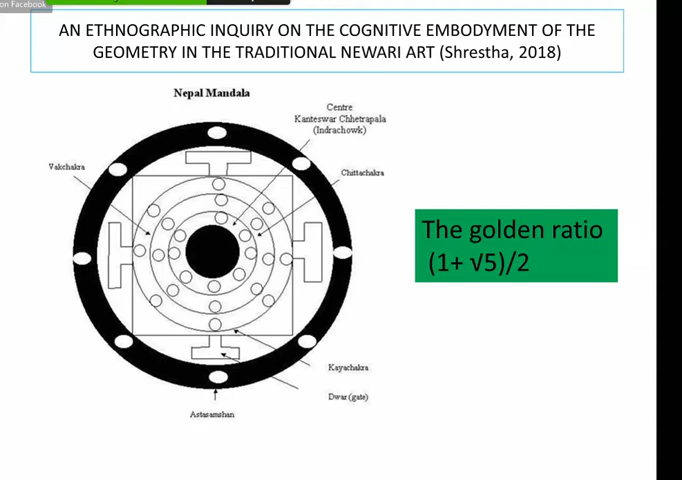 on Facebook
AN ETHNOGRAPHIC INQUIRY ON THE COGNITIVE EMBODYMENT OF THE
GEOMETRY IN THE TRADITIONAL NEWARI ART (Shrestha, 2018)
Nepal Mandala
Centre
Kanteswar Chhetrapala
(Indrachowk)
Vakchakra
Chittachakra
The golden ratio
(1+ √5)/2
Kayachakra
Dwar (gate)
Astasamshan